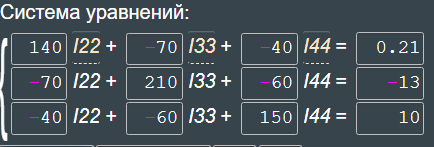 Система уравнений:
140 I22 + -70 I33 + -40 I44 = 0.21
-70 I22 + 210 I33 + -60 I44 = -13
-40 I22 + -60 I33 + 150 I44 = 10